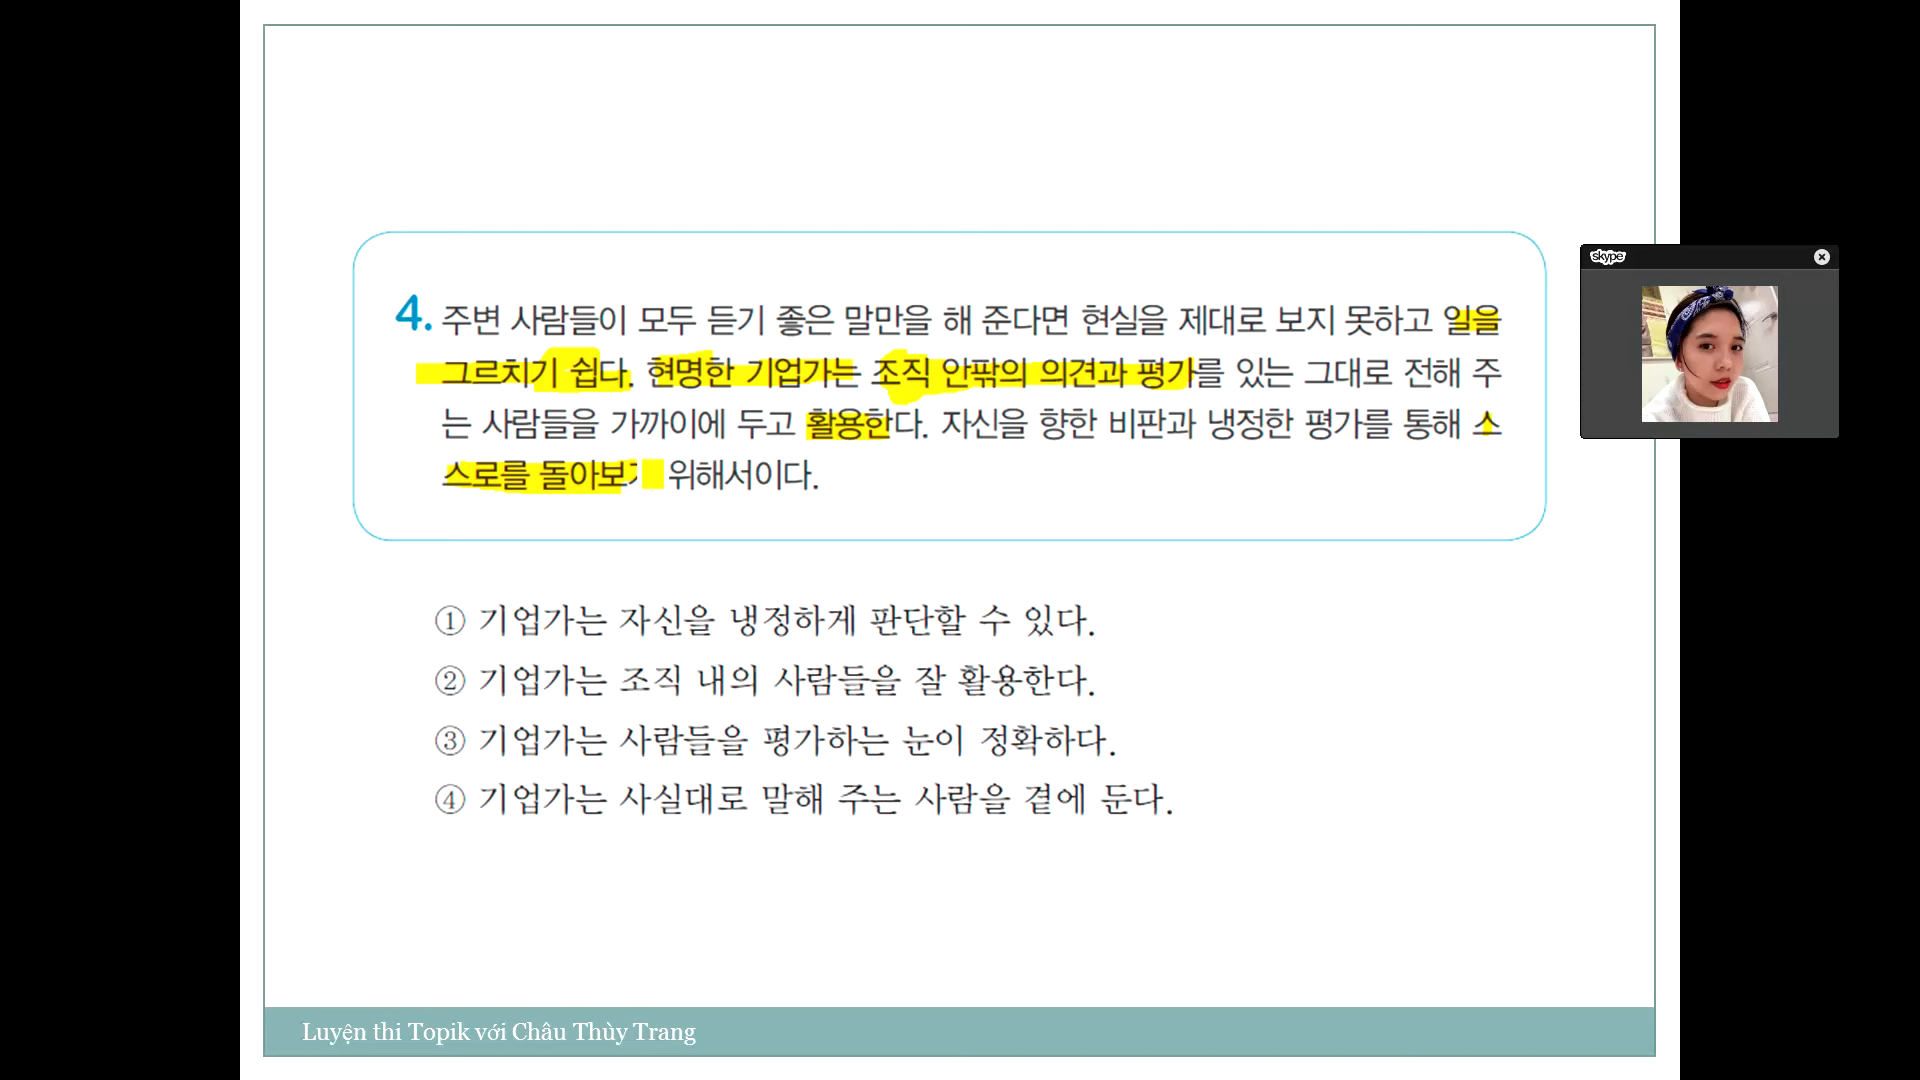 4. 주변 사람들이 모두 듣기 좋은 말만을 해 준다면 현실을 제대로 보지 못하고 일을
그르치기 쉽다. 현명한 기업가는 조직 안팎의 의견과 평가를 있는 그대로 전해 주
는 사람들을 가까이에 두고 활용한다. 자신을 향한 비판과 냉정한 평가를 통해 스
스로를 돌아보기 위해서이다.
① 기업가는 자신을 냉정하게 판단할 수 있다.
② 기업가는 조직 내의 사람들을 잘 활용한다.
③ 기업가는 사람들을 평가하는 눈이 정확하다.
④ 기업가는 사실대로 말해 주는 사람을 곁에 둔다.
skype
Luyện thi Topik với Châu Thùy Trang